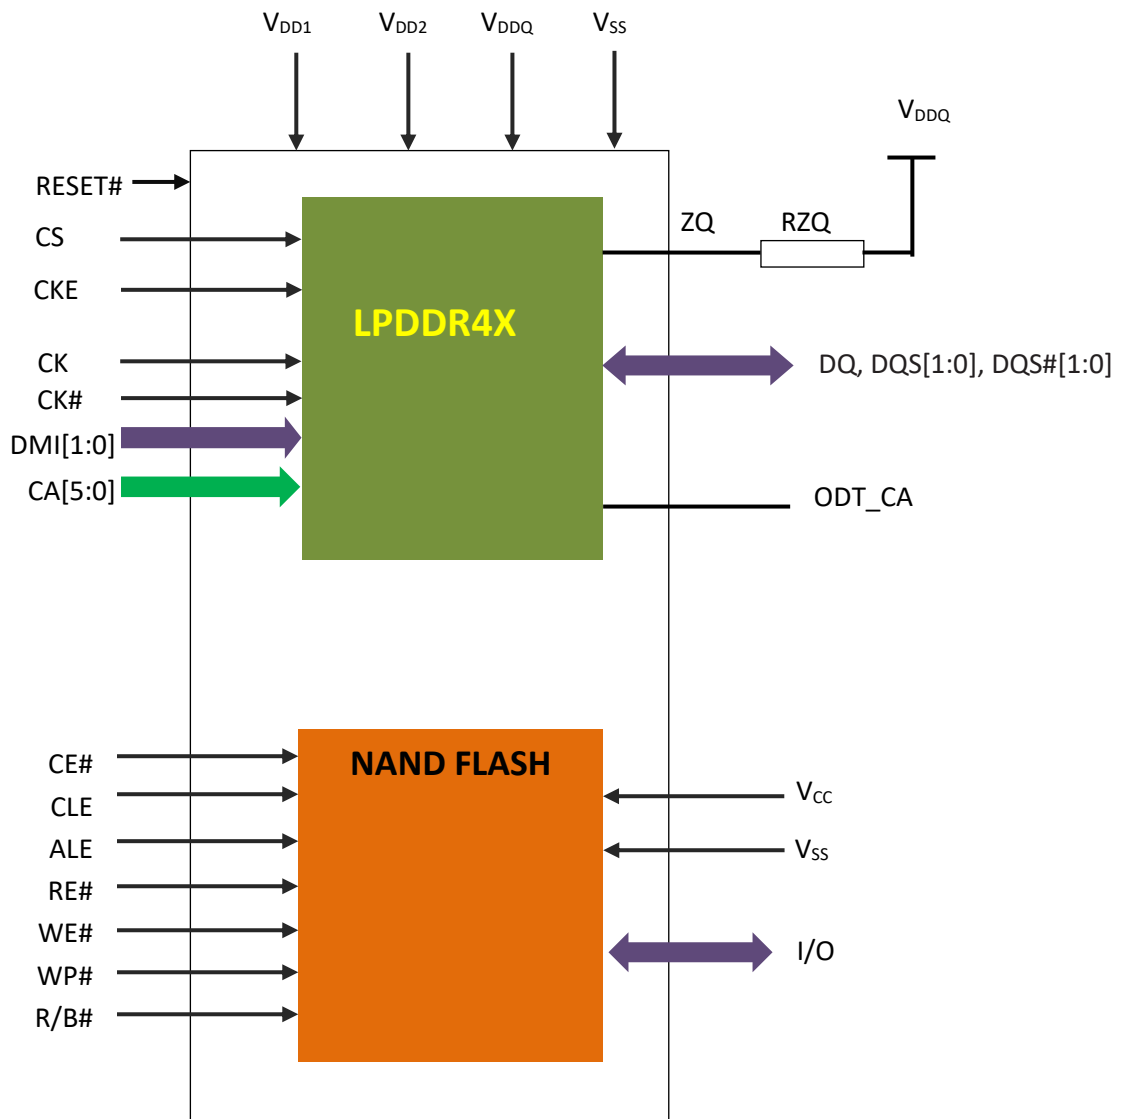 VDD1 VDD2 VDDQ VSS
VDDQ
RESET#
CS
ZQ RZQ
CKE
LPDDR4X
CK
DQ, DQS[1:0], DQS#[1:0]
CK#
DMI[1:0]
CA[5:0]
ODT_CA
NAND FLASH
CE#
VCC
CLE
ALE
VSS
RE#
WE#
I/O
WP#
R/B#